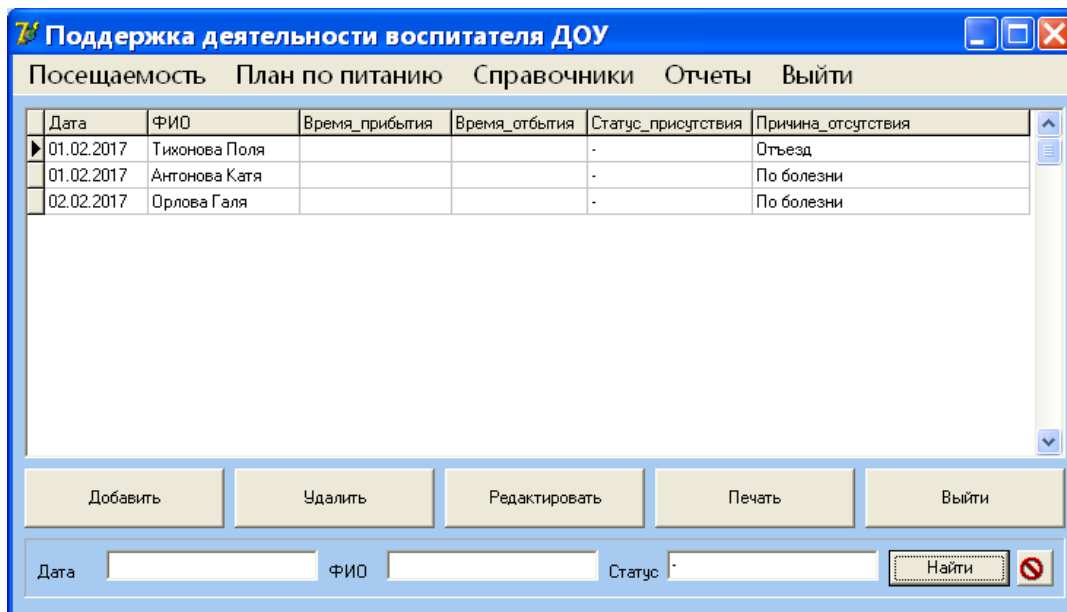 Поддержка деятельности воспитателя ДОУ
Посещаемость План по питанию Справочники Отчеты Выйти
Дата ФИО Время_прибытия Время_отбытия Статус_присутствия Причина_отсутствия
01.02.2017 Тихонова Поля - Отъезд
01.02.2017 Антонова Катя - По болезни
02.02.2017 Орлова Галя - По болезни
Добавить Удалить Редактировать Печать Выйти
Дата ФИО Статус - Найти